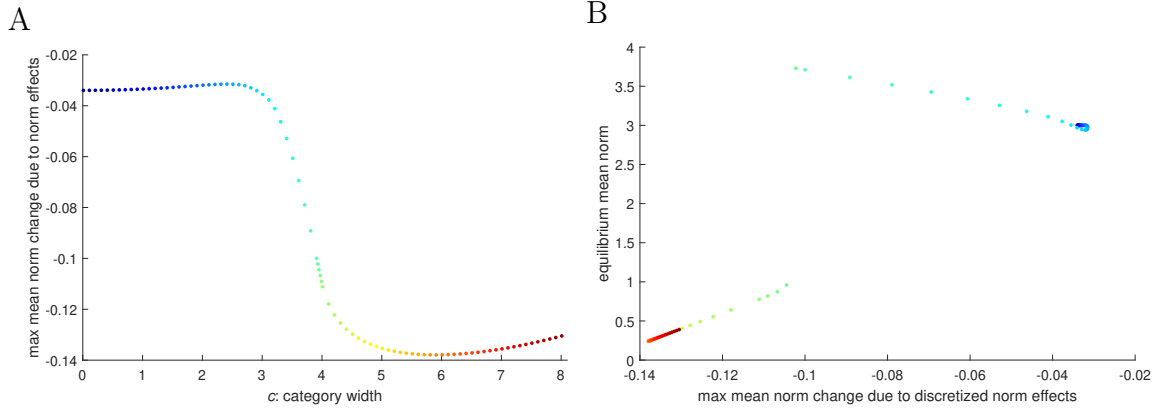 A
max mean norm change due to norm effects
-0.02
-0.04
-0.06
-0.08
-0.1
-0.12
-0.14
0 1 2 3 4 5 6 7 8
c: category width
B
equilibrium mean norm
4
3.5
3
2.5
2
1.5
1
0.5
0
-0.14 -0.12 -0.1 -0.08 -0.06 -0.04 -0.02
max mean norm change due to discretized norm effects